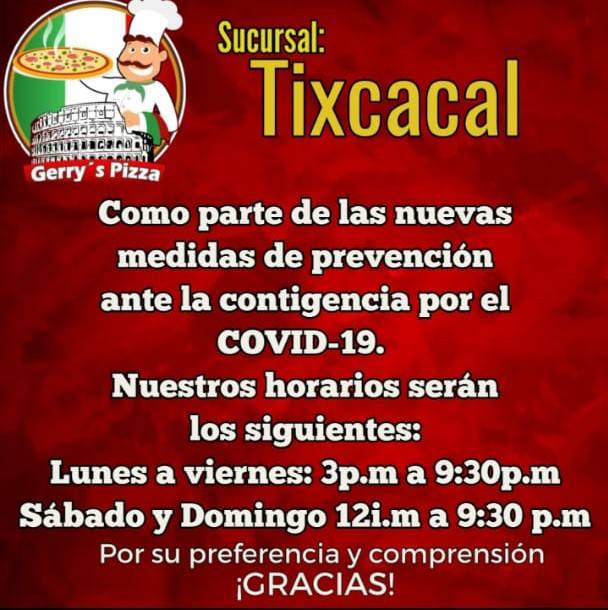 Gerry´s Pizza
Sucursal:
Tixcacal
Como parte de las nuevas
medidas de prevención
ante la contigencia por el
COVID-19.
Nuestros horarios serán
los siguientes:
Lunes a viernes: 3p.m a 9:30p.m
Sábado y Domingo 12i.m a 9:30 p.m
Por su preferencia y comprensión
¡GRACIAS!